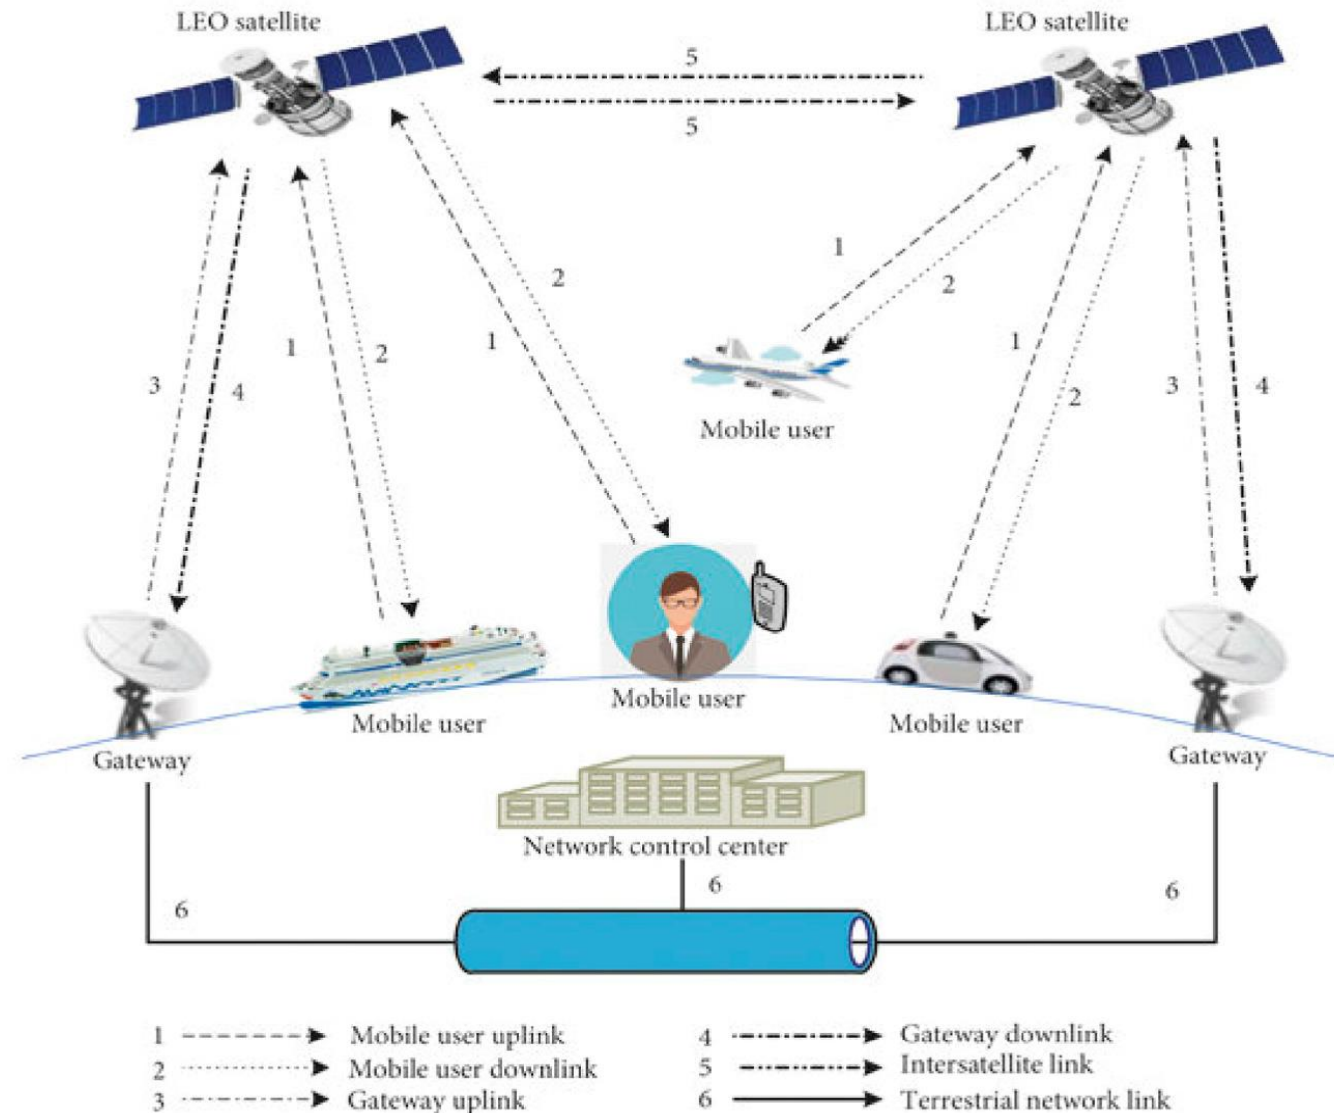 LEO satellite
LEO satellite
5
5
1
2
2
1
1
2
1
2
3
4
1
2
3
4
Mobile user
Mobile user
Mobile user
Mobile user
Gateway
Gateway
Network control center
6
6
6
1 Mobile user uplink
2 Mobile user downlink
3 Gateway uplink
4 Gateway downlink
5 Intersatellite link
6 Terrestrial network link